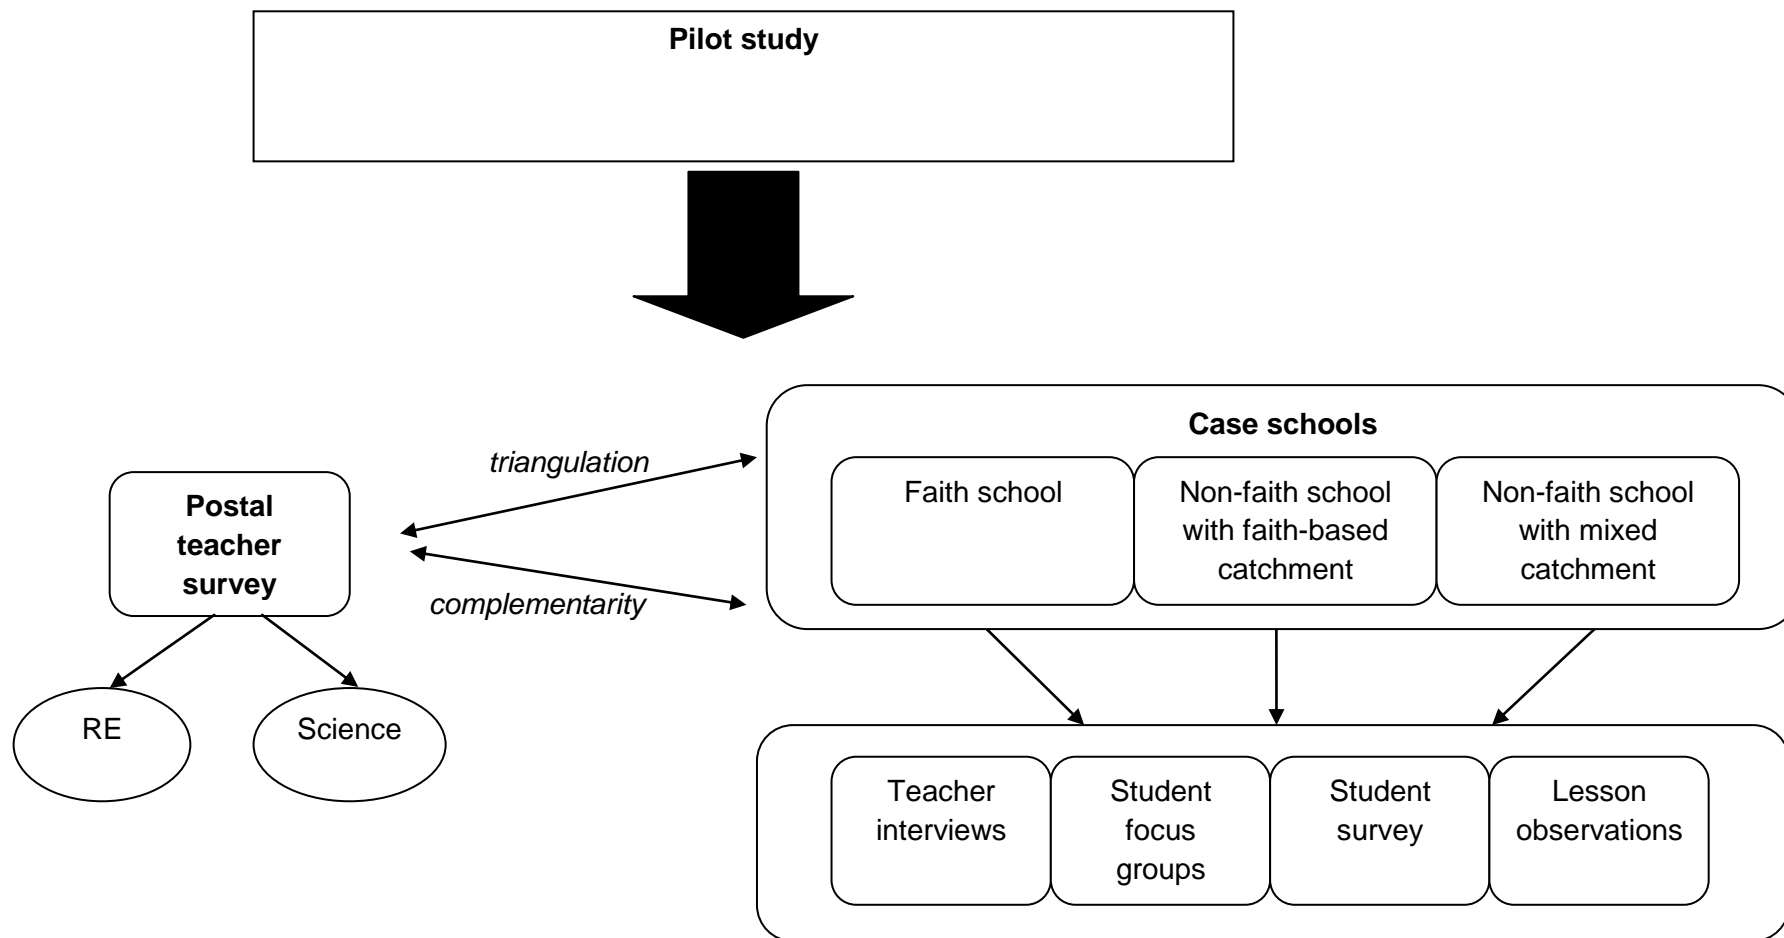 Pilot study
triangulation
complementarity
Postal
teacher
survey
RE
Science
Case schools
Faith school
Non-faith school
with faith-based
catchment
Non-faith school
with mixed
catchment
Teacher
interviews
Student
focus
groups
Student
survey
Lesson
observations